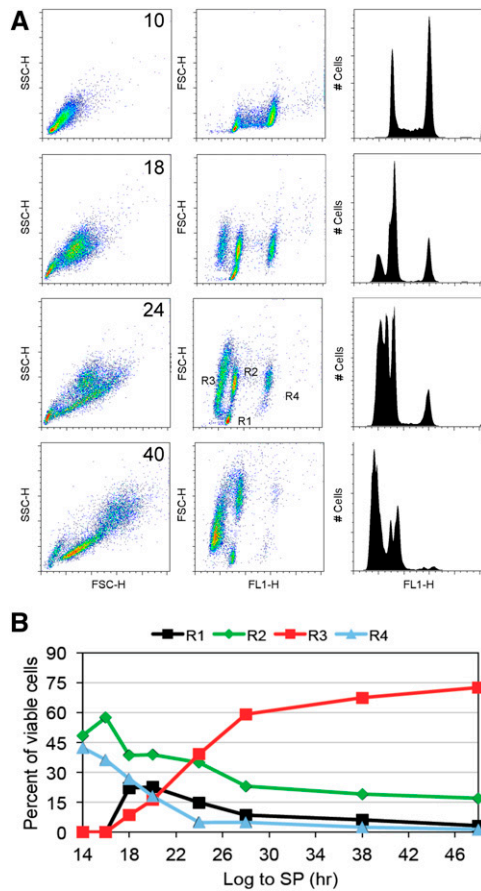 A
10
SSC-H
FSC-H
# Cells
18
SSC-H
FSC-H
# Cells
24
SSC-H
FSC-H
R3
R2
R4
R1
# Cells
40
SSC-H
FSC-H
# Cells
FSC-H
FL1-H
FL1-H
B
R1 R2 R3 R4
Percent of viable cells
90
75
60
45
30
15
0
14 18 22 26 30 34 38 42 46
Log to SP (hr)